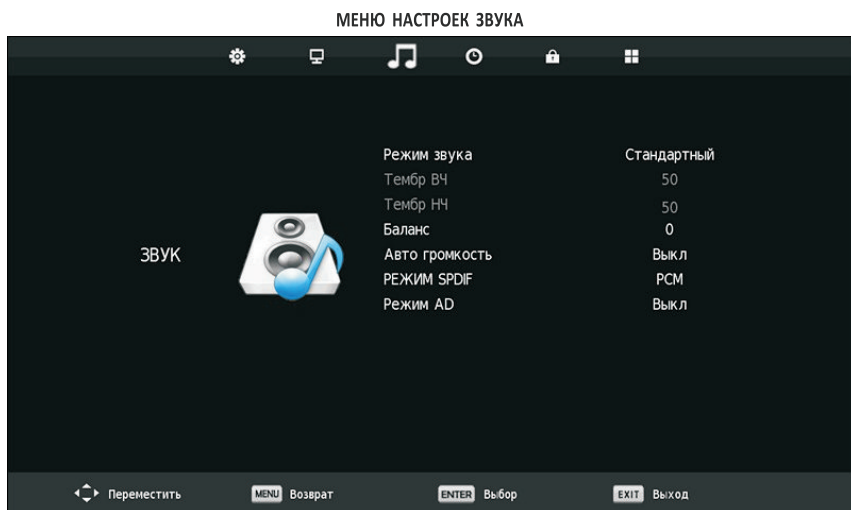 МЕНЮ НАСТРОЕК ЗВУКА
Режим звука Стандартный
Тембр ВЧ 50
Тембр НЧ 50
Баланс 0
ЗВУК
Авто громкость Выкл
РЕЖИМ SPDIF PCM
Режим AD Выкл
Переместить MENU Возврат ENTER Выбор EXIT Выход